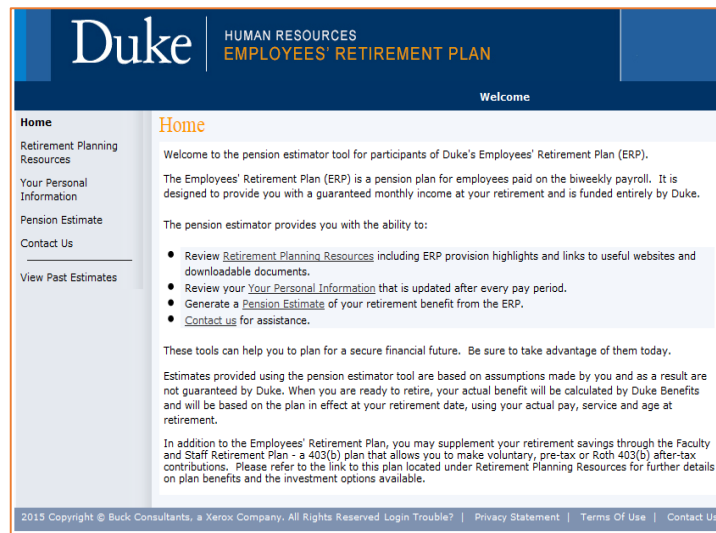 Duke
HUMAN RESOURCES
EMPLOYEES' RETIREMENT PLAN
Welcome
Home
Retirement Planning
Resources
Your Personal
Information
Pension Estimate
Contact Us
View Past Estimates
Home
Welcome to the pension estimator tool for participants of Duke's Employees' Retirement Plan (ERP).
The Employees' Retirement Plan (ERP) is a pension plan for employees paid on the biweekly payroll. It is
designed to provide you with a guaranteed monthly income at your retirement and is funded entirely by Duke.
The pension estimator provides you with the ability to:
• Review Retirement Planning Resources including ERP provision highlights and links to useful websites and
downloadable documents.
• Review your Your Personal Information that is updated after every pay period.
• Generate a Pension Estimate of your retirement benefit from the ERP.
• Contact us for assistance.
These tools can help you to plan for a secure financial future. Be sure to take advantage of them today.
Estimates provided using the pension estimator tool are based on assumptions made by you and as a result are
not guaranteed by Duke. When you are ready to retire, your actual benefit will be calculated by Duke Benefits
and will be based on the plan in effect at your retirement date, using your actual pay, service and age at
retirement.
In addition to the Employees' Retirement Plan, you may supplement your retirement savings through the Faculty
and Staff Retirement Plan - a 403(b) plan that allows you to make voluntary, pre-tax or Roth 403(b) after-tax
contributions. Please refer to the link to this plan located under Retirement Planning Resources for further details
on plan benefits and the investment options available.
2015 Copyright © Buck Consultants, a Xerox Company. All Rights Reserved Login Trouble? | Privacy Statement | Terms Of Use | Contact Us